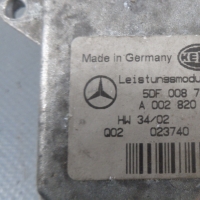 Made in Germany
Leistungsmodu
5DF 008 7
A 002 820
HW 34/02
Q02 023740